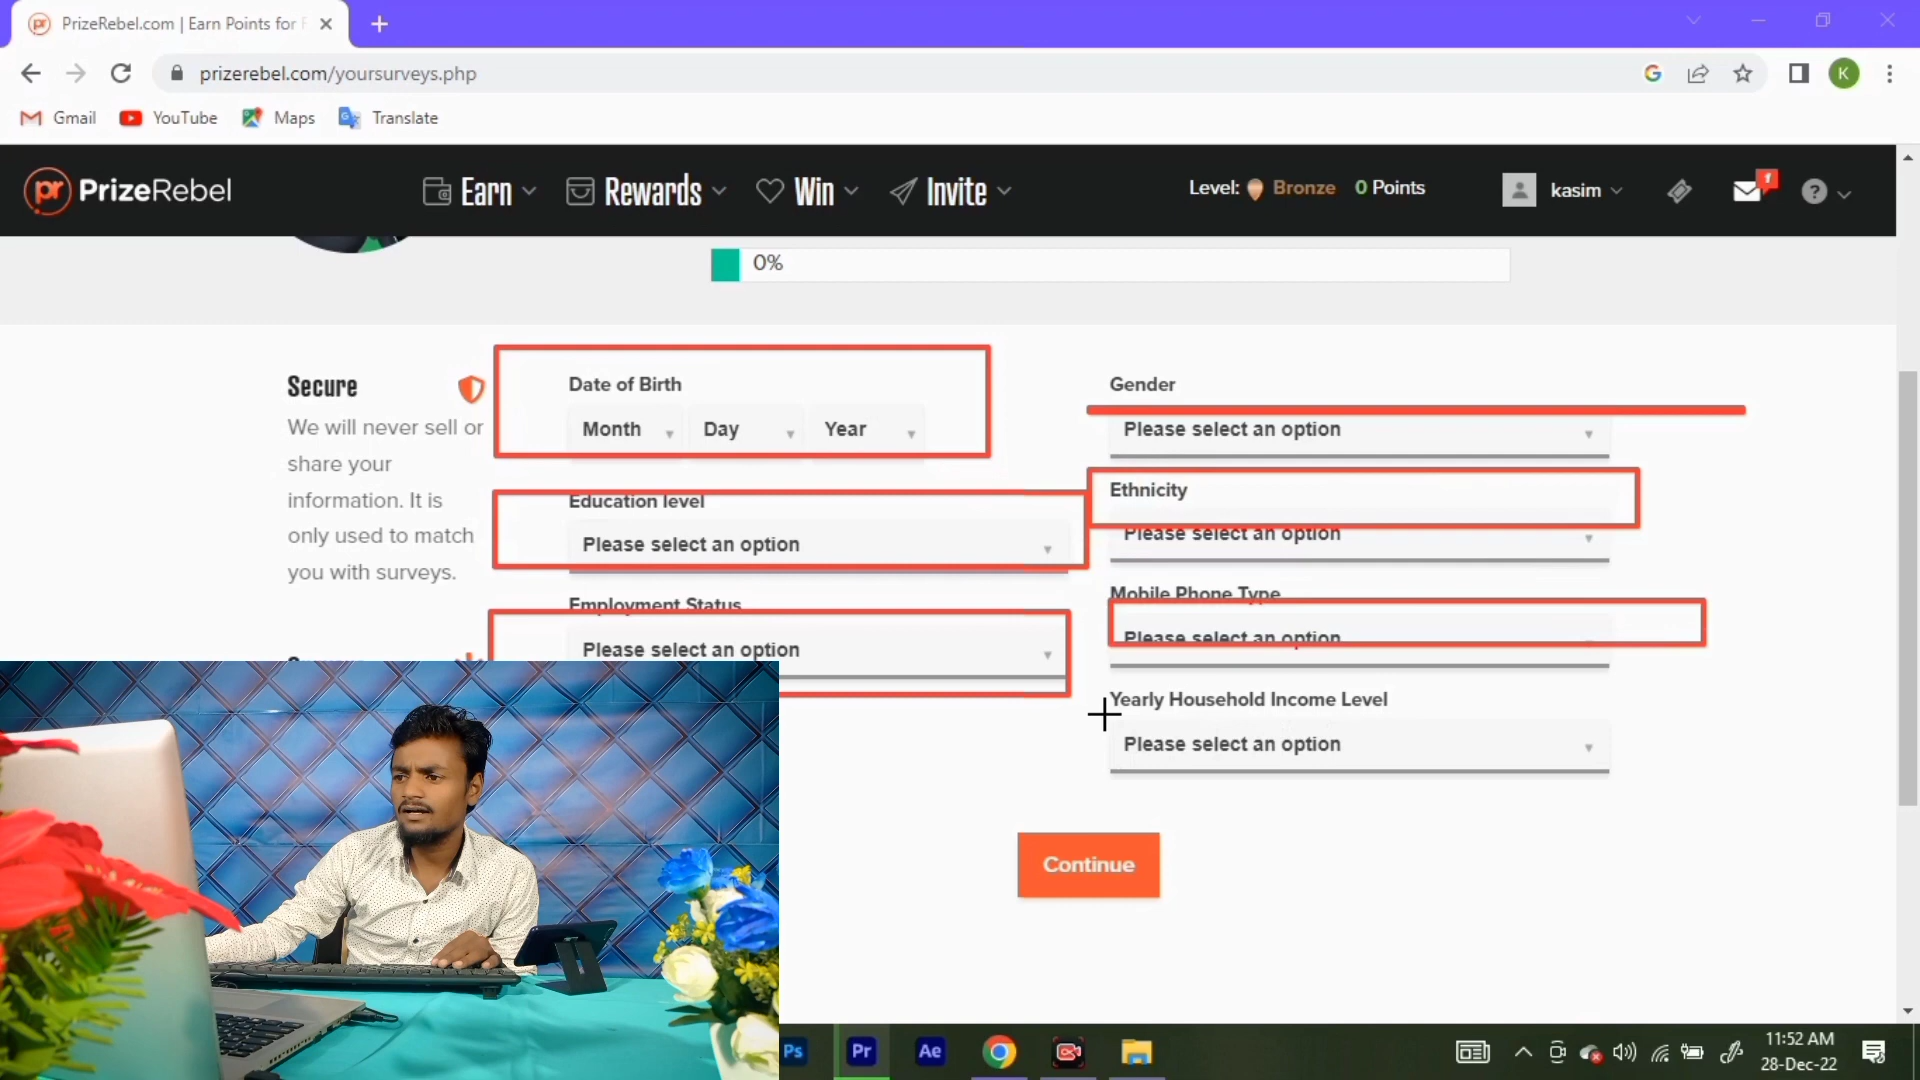 PrizeRebel.com | Earn Points for
prizerebel.com/yoursurveys.php
G
K
Gmail
YouTube
Maps
Translate
pr PrizeRebel
Earn
Rewards
Win
Invite
Level: Bronze 0 Points
kasim
1
?
0%
Secure
We will never sell or
share your
information. It is
only used to match
you with surveys.
Date of Birth
Month
Day
Year
Gender
Please select an option
Education level
Please select an option
Ethnicity
Please select an option
Employment Status
Please select an option
Mobile Phone Type
Please select an option
Yearly Household Income Level
Please select an option
Continue
Ps
Pr
Ae
11:52 AM
28-Dec-22